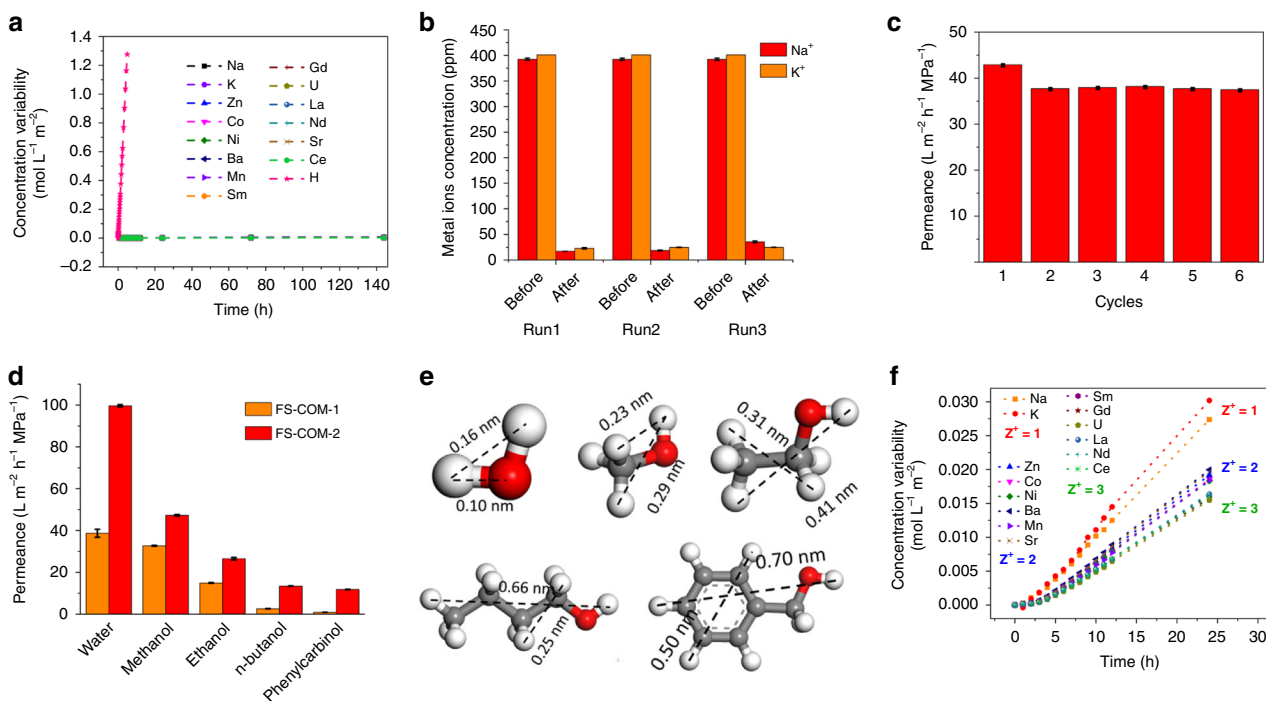 a
Concentration variability
(mol L⁻¹ m⁻²)
1.4
1.2
1.0
0.8
0.6
0.4
0.2
0.0
−0.2
Na
K
Zn
Co
Ni
Ba
Mn
Sm
Gd
U
La
Nd
Sr
Ce
H
0 20 40 60 80 100 120 140
Time (h)
b
Metal ions concentration (ppm)
450
400
350
300
250
200
150
100
50
0
Na⁺
K⁺
Before After Before After Before After
Run1 Run2 Run3
c
Permeance (L m⁻² h⁻¹ MPa⁻¹)
50
40
30
20
10
1 2 3 4 5 6
Cycles
d
Permeance (L m⁻² h⁻¹ MPa⁻¹)
100
80
60
40
20
0
FS-COM-1
FS-COM-2
Water Methanol Ethanol n-butanol Phenylcarbinol
e
0.16 nm
0.10 nm
0.23 nm
0.29 nm
0.31 nm
0.41 nm
0.66 nm
0.25 nm
0.70 nm
0.50 nm
f
Concentration variability
(mol L⁻¹ m⁻²)
0.030
0.025
0.020
0.015
0.010
0.005
0.000
Na
K
Z⁺ = 1
Zn
Co
Ni
Ba
Mn
Sr
Z⁺ = 2
Sm
Gd
U
La
Nd
Ce
Z⁺ = 3
Z⁺ = 1
Z⁺ = 2
Z⁺ = 3
0 5 10 15 20 25 30
Time (h)